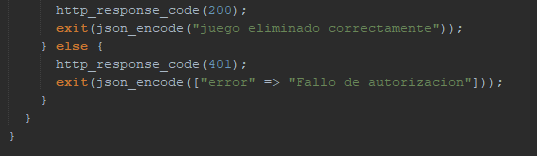 http_response_code(200);
exit(json_encode("juego eliminado correctamente"));
} else {
http_response_code(401);
exit(json_encode(["error" => "Fallo de autorizacion"]));
}
}
}